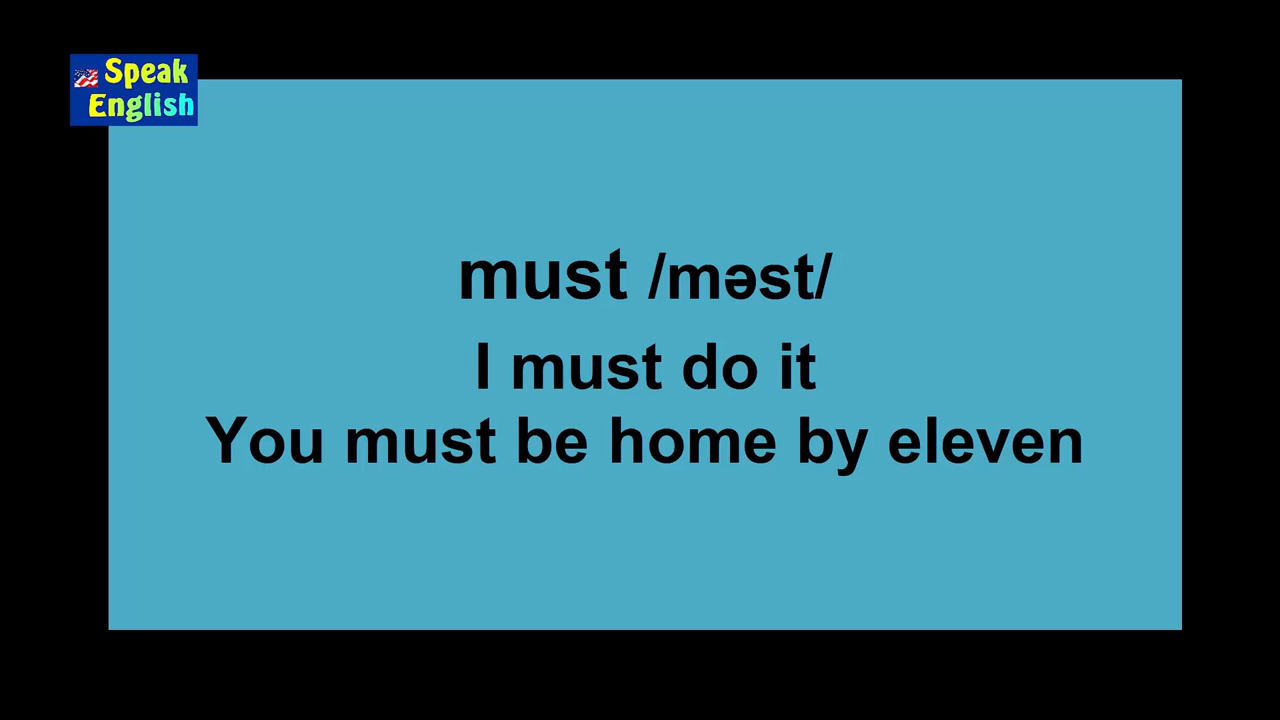 Speak
English
must /məst/
I must do it
You must be home by eleven